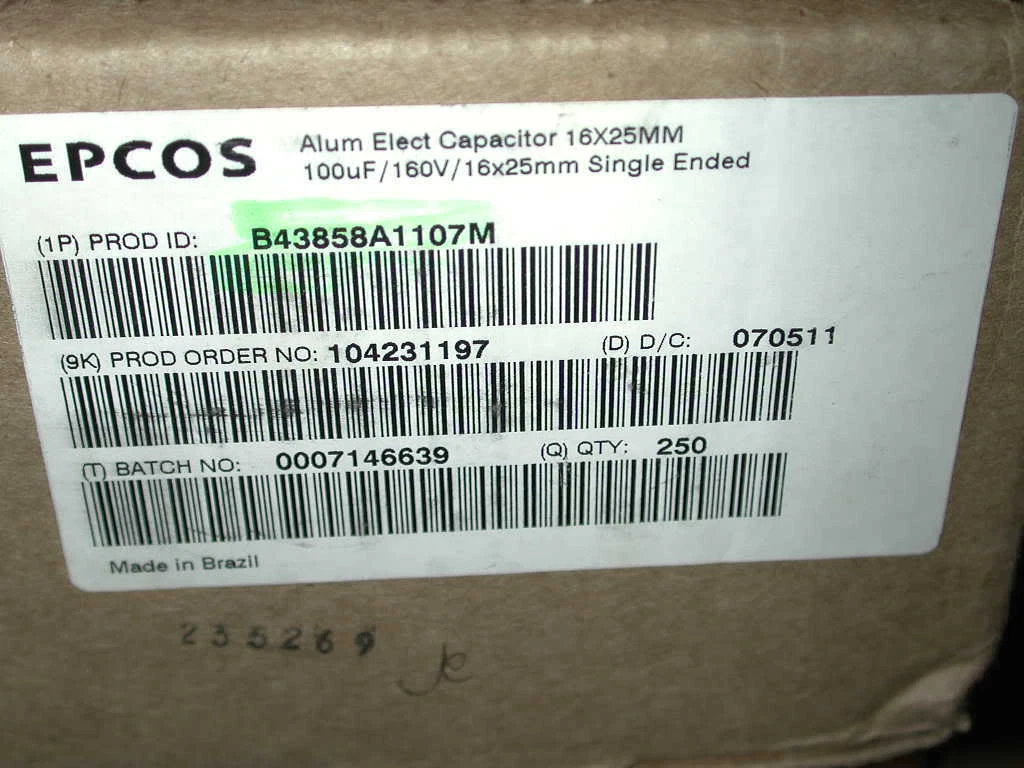 EPCOS
Alum Elect Capacitor 16X25MM
100uF/160V/16x25mm Single Ended
(1P) PROD ID: B43858A1107M
(9K) PROD ORDER NO: 104231197 (D) D/C: 070511
(T) BATCH NO: 0007146639 (Q) QTY: 250
Made in Brazil
235269